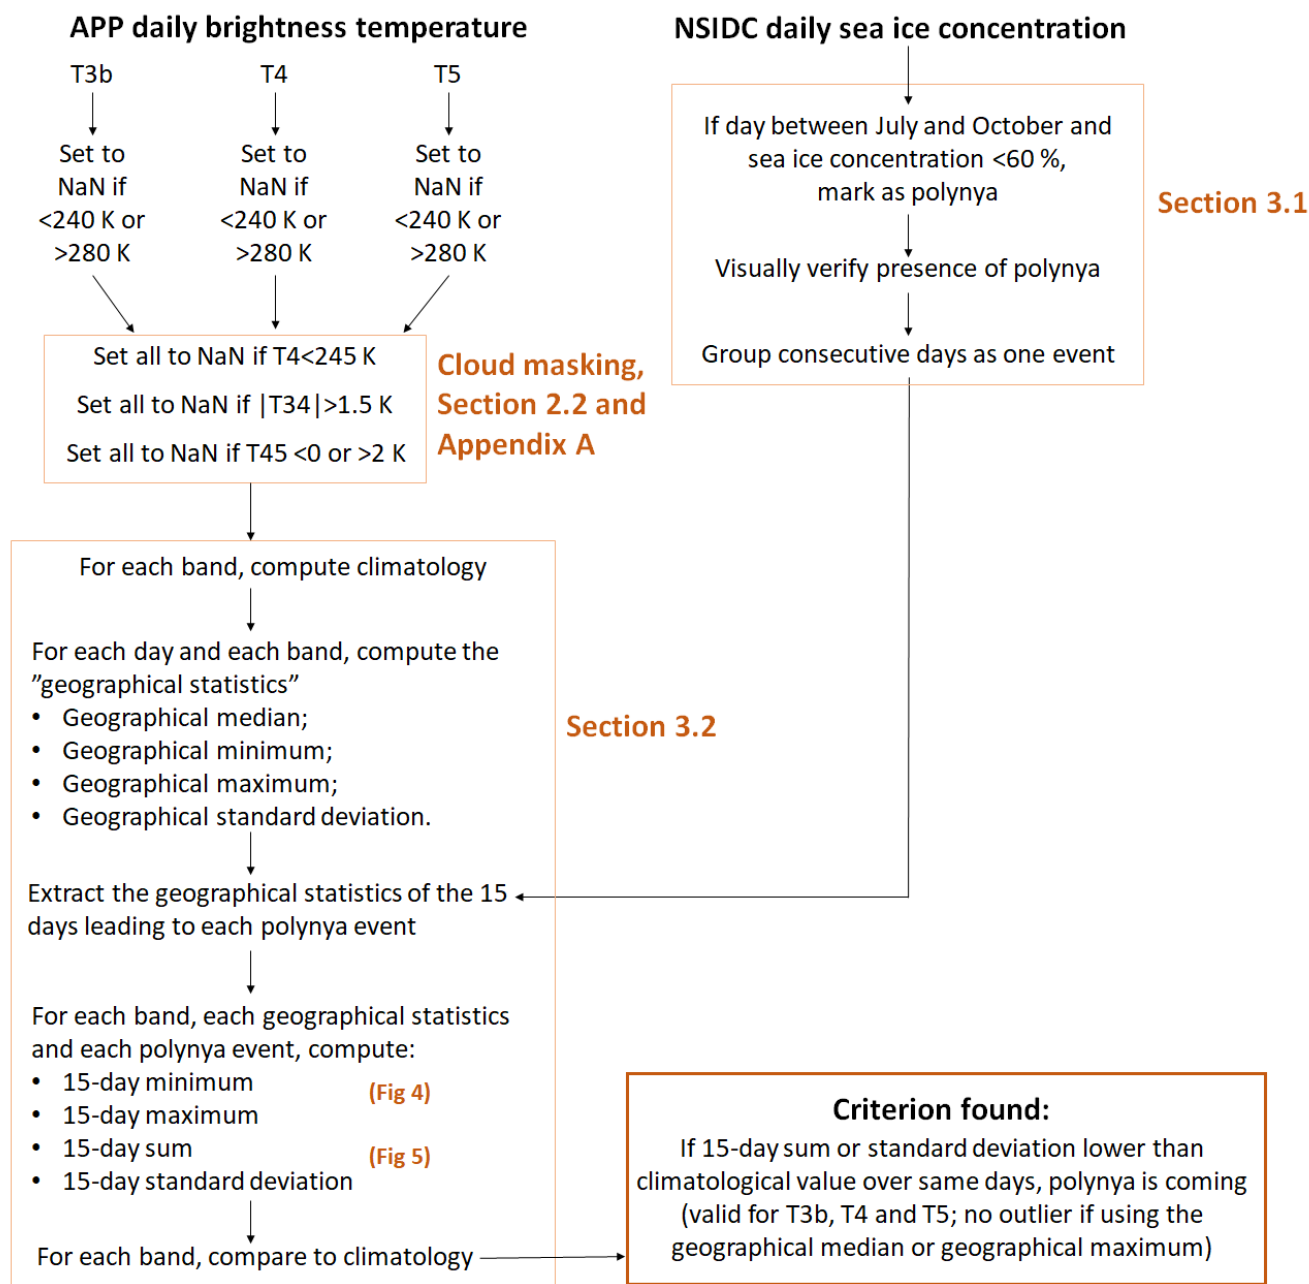 APP daily brightness temperature
T3b
T4
T5
Set to
NaN if
<240 K or
>280 K
Set to
NaN if
<240 K or
>280 K
Set to
NaN if
<240 K or
>280 K
Set all to NaN if T4<245 K
Set all to NaN if |T34|>1.5 K
Set all to NaN if T45 <0 or >2 K
Cloud masking,
Section 2.2 and
Appendix A
For each band, compute climatology
For each day and each band, compute the
”geographical statistics”
• Geographical median;
• Geographical minimum;
• Geographical maximum;
• Geographical standard deviation.
Section 3.2
Extract the geographical statistics of the 15
days leading to each polynya event
For each band, each geographical statistics
and each polynya event, compute:
• 15-day minimum
(Fig 4)
• 15-day maximum
• 15-day sum
(Fig 5)
• 15-day standard deviation
For each band, compare to climatology
NSIDC daily sea ice concentration
If day between July and October and
sea ice concentration <60 %,
mark as polynya
Section 3.1
Visually verify presence of polynya
Group consecutive days as one event
Criterion found:
If 15-day sum or standard deviation lower than
climatological value over same days, polynya is coming
(valid for T3b, T4 and T5; no outlier if using the
geographical median or geographical maximum)